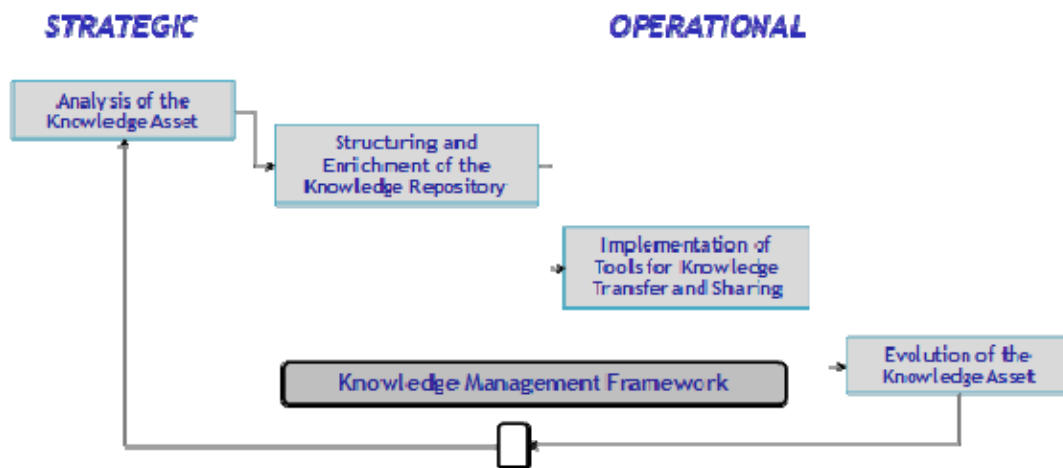 STRATEGIC
OPERATIONAL
Analysis of the
Knowledge Asset
Structuring and
Enrichment of the
Knowledge Repository
Implementation of
Tools for Knowledge
Transfer and Sharing
Evolution of the
Knowledge Asset
Knowledge Management Framework